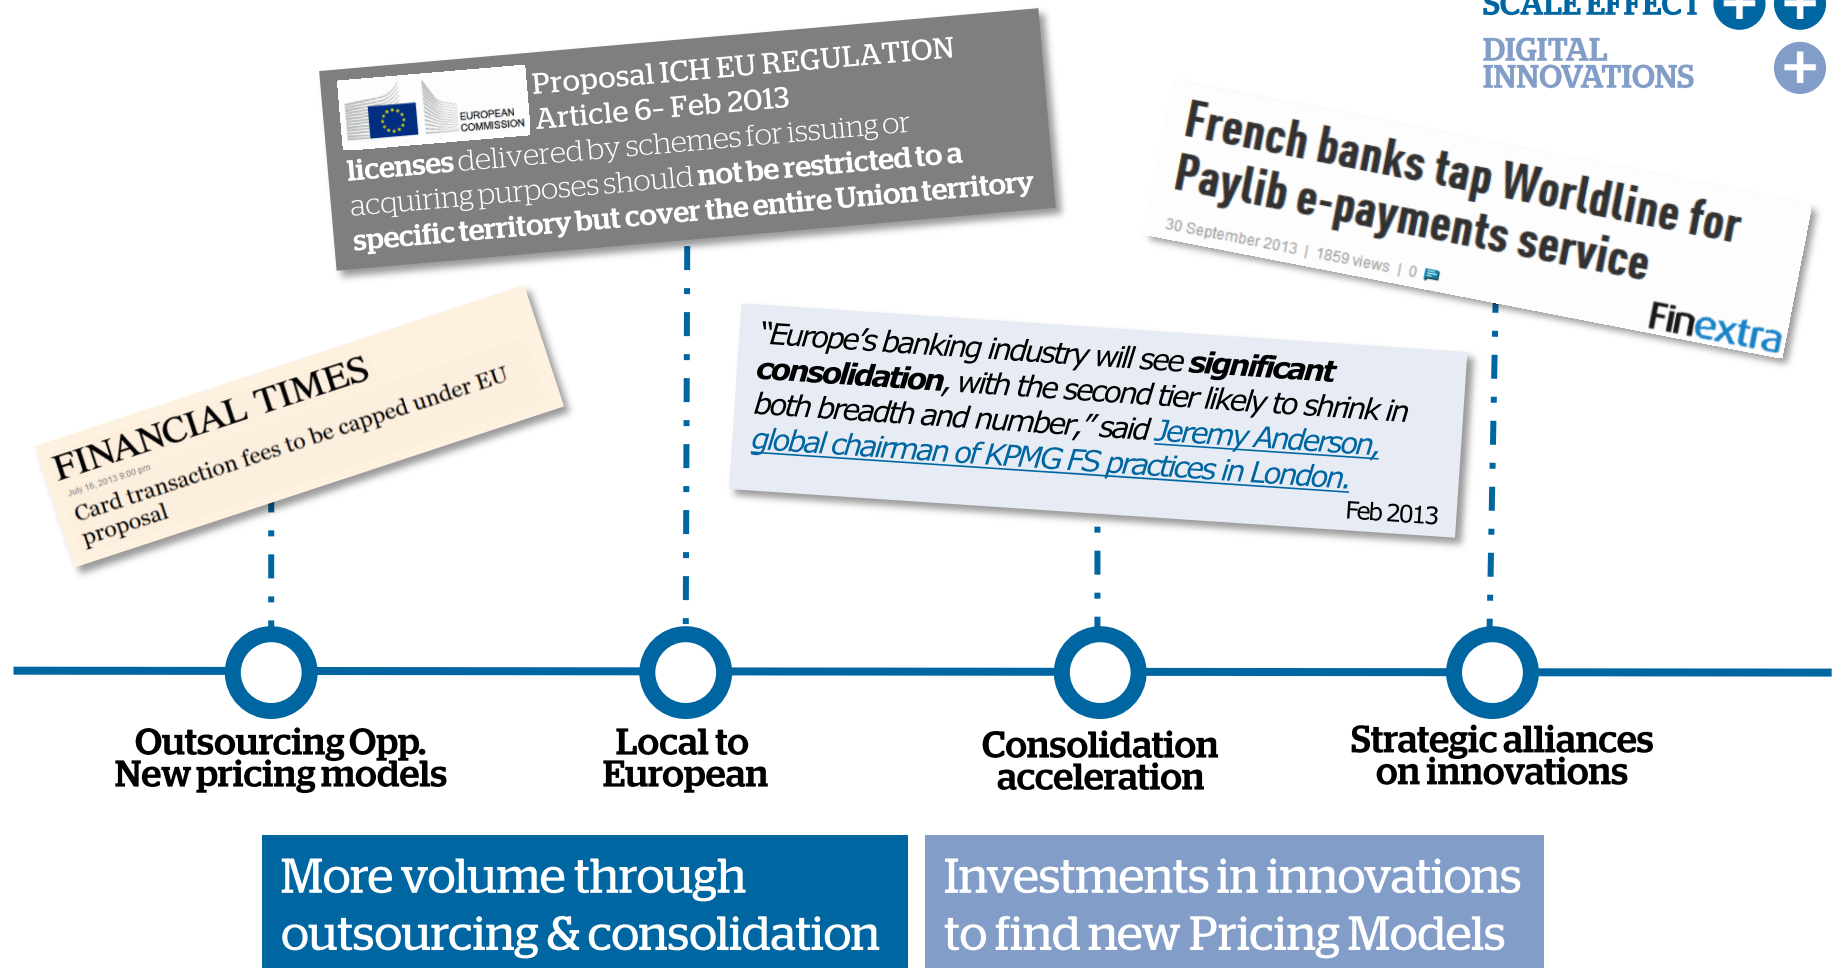 SCALE EFFECT
DIGITAL
INNOVATIONS
EUROPEAN
COMMISSION
Proposal ICH EU REGULATION
Article 6– Feb 2013
licenses delivered by schemes for issuing or
acquiring purposes should not be restricted to a
specific territory but cover the entire Union territory
French banks tap Worldline for
Paylib e-payments service
30 September 2013 | 1859 views | 0
Finextra
FINANCIAL TIMES
July 16, 2013 9:00 pm
Card transaction fees to be capped under EU
proposal
“Europe’s banking industry will see significant
consolidation, with the second tier likely to shrink in
both breadth and number,” said Jeremy Anderson,
global chairman of KPMG FS practices in London.
Feb 2013
Outsourcing Opp.
New pricing models
Local to
European
Consolidation
acceleration
Strategic alliances
on innovations
More volume through
outsourcing & consolidation
Investments in innovations
to find new Pricing Models